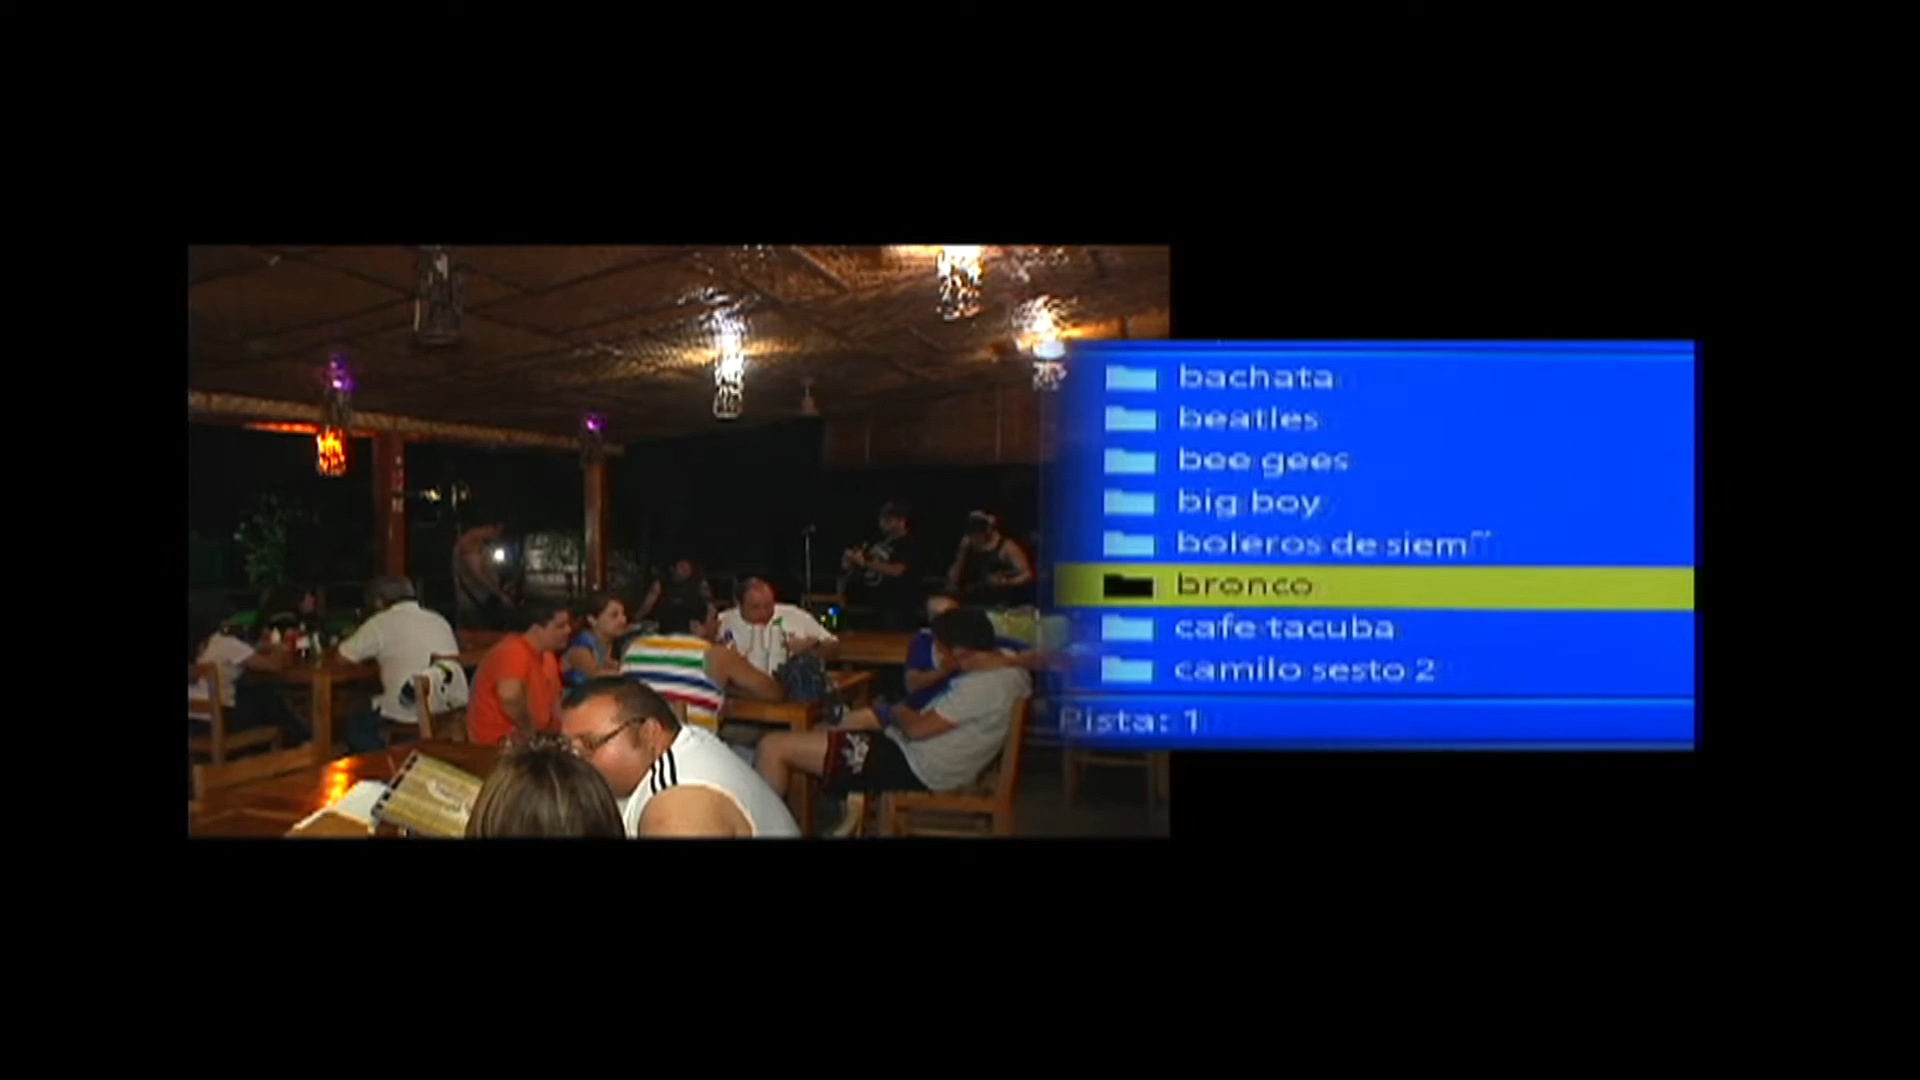 bachata
beatles
bee gees
big boy
boleros de siem~
bronco
cafe tacuba
camilo sesto 2
Pista: 1